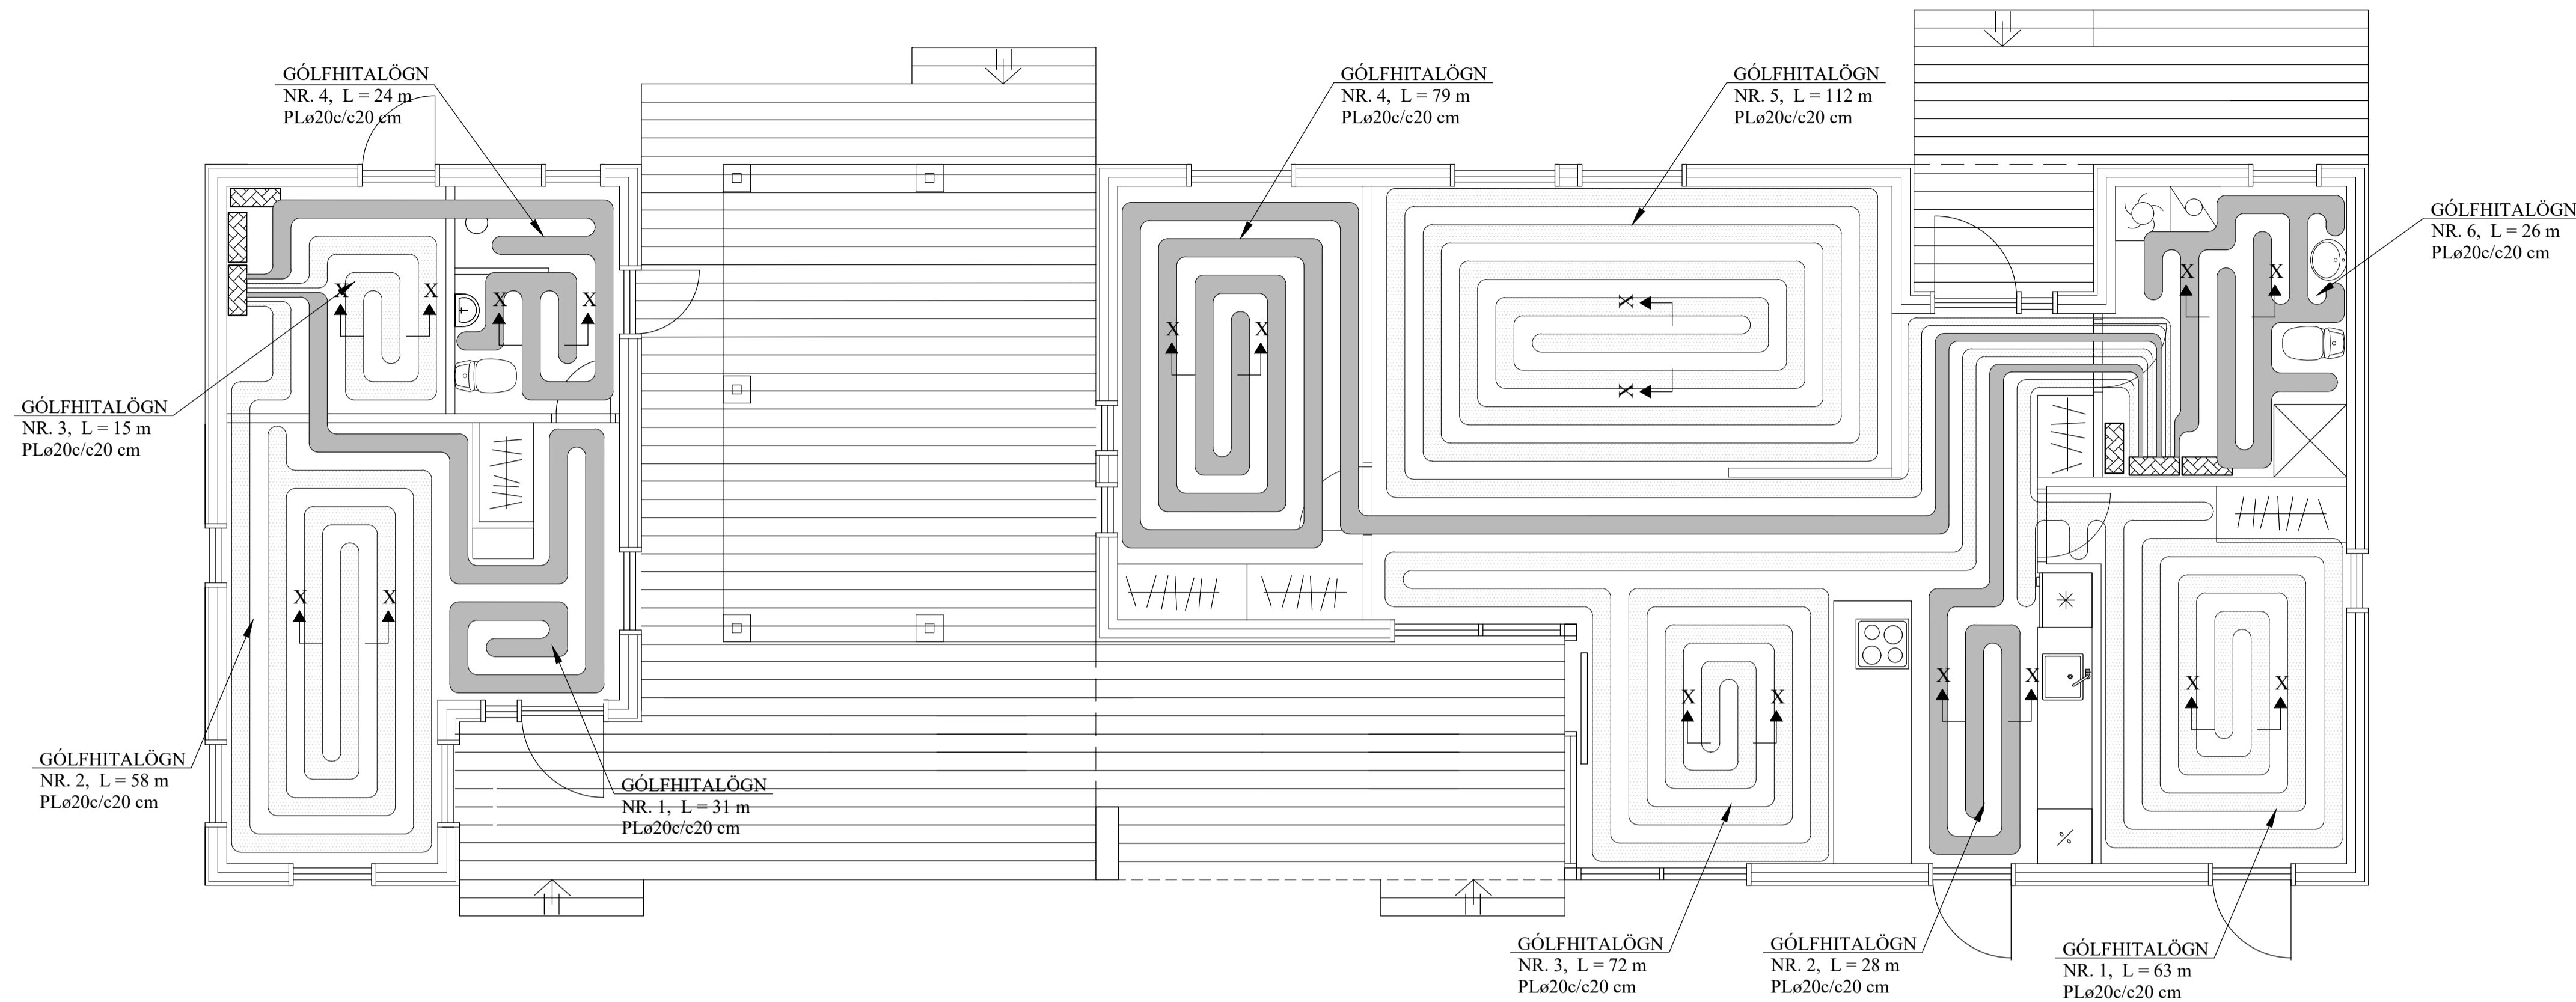 GÓLFHITALÖGN
NR. 4, L = 24 m
PLø20c/c20 cm
GÓLFHITALÖGN
NR. 4, L = 79 m
PLø20c/c20 cm
GÓLFHITALÖGN
NR. 5, L = 112 m
PLø20c/c20 cm
GÓLFHITALÖGN
NR. 6, L = 26 m
PLø20c/c20 cm
X
X
X
X
X
X
X
X
X
X
GÓLFHITALÖGN
NR. 3, L = 15 m
PLø20c/c20 cm
X
X
X
X
X
X
X
X
GÓLFHITALÖGN
NR. 2, L = 58 m
PLø20c/c20 cm
GÓLFHITALÖGN
NR. 1, L = 31 m
PLø20c/c20 cm
GÓLFHITALÖGN
NR. 3, L = 72 m
PLø20c/c20 cm
GÓLFHITALÖGN
NR. 2, L = 28 m
PLø20c/c20 cm
GÓLFHITALÖGN
NR. 1, L = 63 m
PLø20c/c20 cm